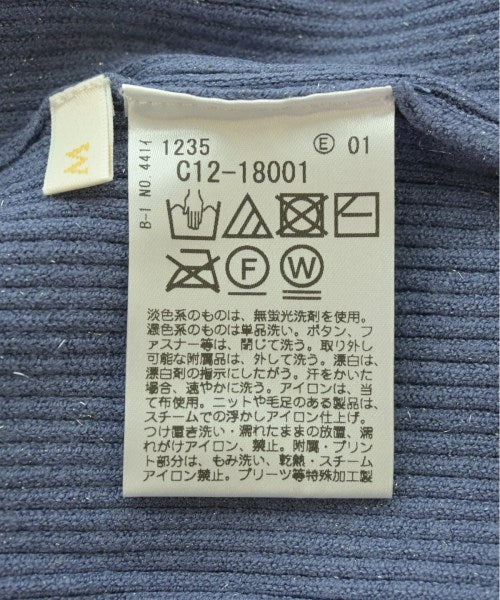 M
B-I NO 4411
1235 Ⓔ 01
C12-18001
Ⓕ Ⓦ
淡色系のものは、無蛍光洗剤を使用。
濃色系のものは単品洗い。ボタン、フ
ァスナー等は、閉じて洗う。取り外し
可能な附属品は、外して洗う。漂白は、
漂白剤の指示にしたがう。汗をかいた
場合、速やかに洗う。アイロンは、当
て布使用。ニットや毛足のある製品は、
スチームでの浮かしアイロン仕上げ。
つけ置き洗い・濡れたままの放置、濡
れがけアイロン、禁止。附属・プリン
ト部分は、もみ洗い、乾熱・スチーム
アイロン禁止。プリーツ等特殊加工製